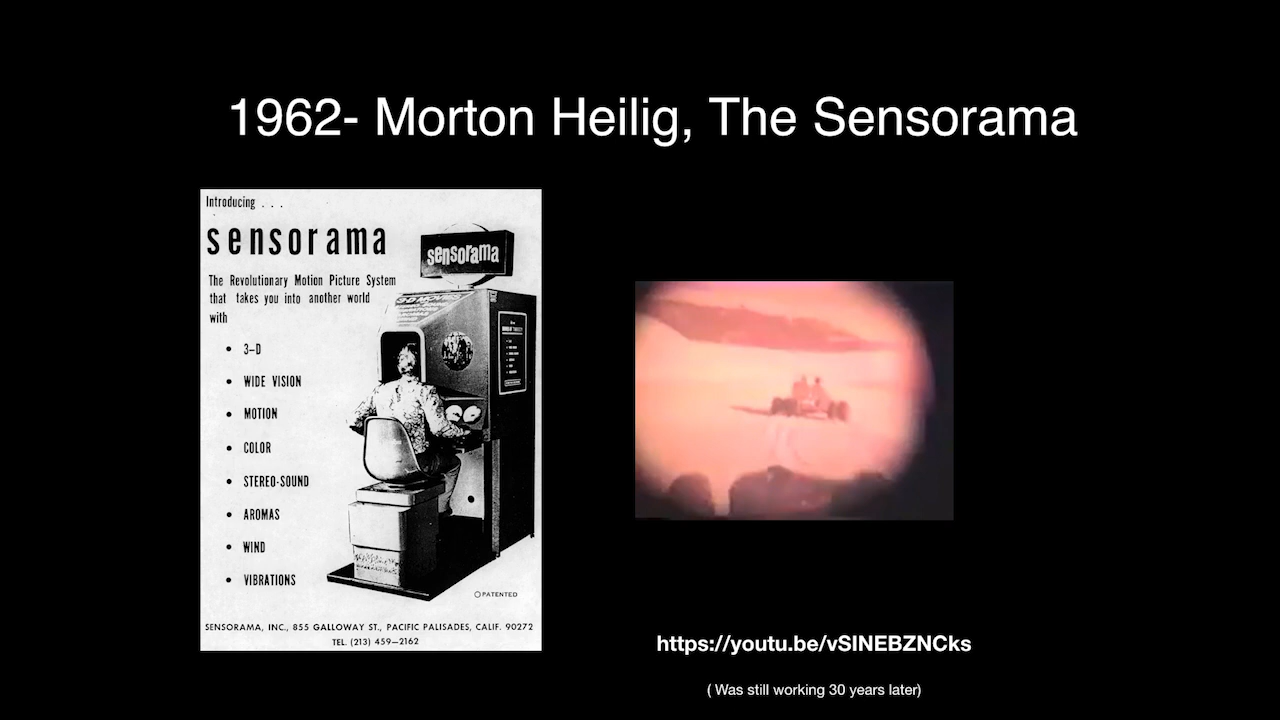 1962- Morton Heilig, The Sensorama
Introducing . . .
sensorama
sensorama
The Revolutionary Motion Picture System
that takes you into another world
with
• 3-D
• WIDE VISION
• MOTION
• COLOR
• STEREO-SOUND
• AROMAS
• WIND
• VIBRATIONS
PATENTED
SENSORAMA, INC., 855 GALLOWAY ST., PACIFIC PALISADES, CALIF. 90272
TEL. (213) 459–2162
https://youtu.be/vSINEBZNCks
( Was still working 30 years later)